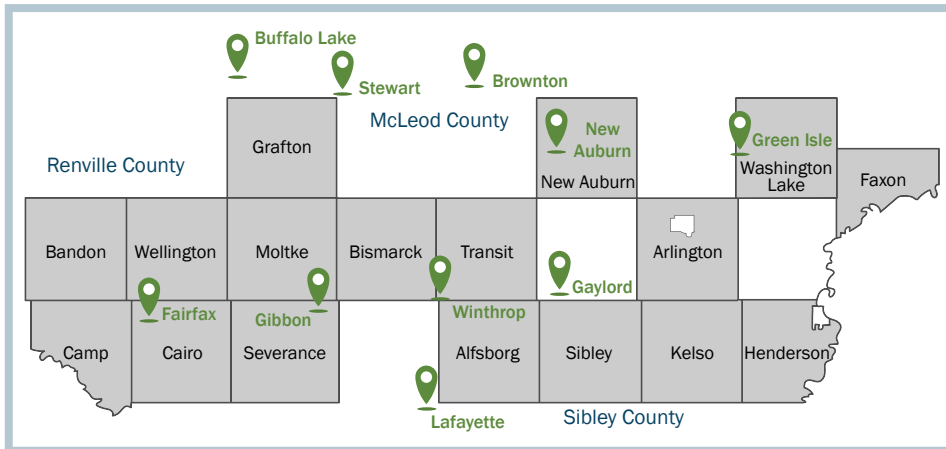 Buffalo Lake
Stewart
Brownton
McLeod County
Grafton
New
Auburn
New Auburn
Green Isle
Washington
Lake
Faxon
Renville County
Bandon
Wellington
Moltke
Bismarck
Transit
Arlington
Gaylord
Fairfax
Gibbon
Winthrop
Camp
Cairo
Severance
Alfsborg
Sibley
Kelso
Henderson
Lafayette
Sibley County